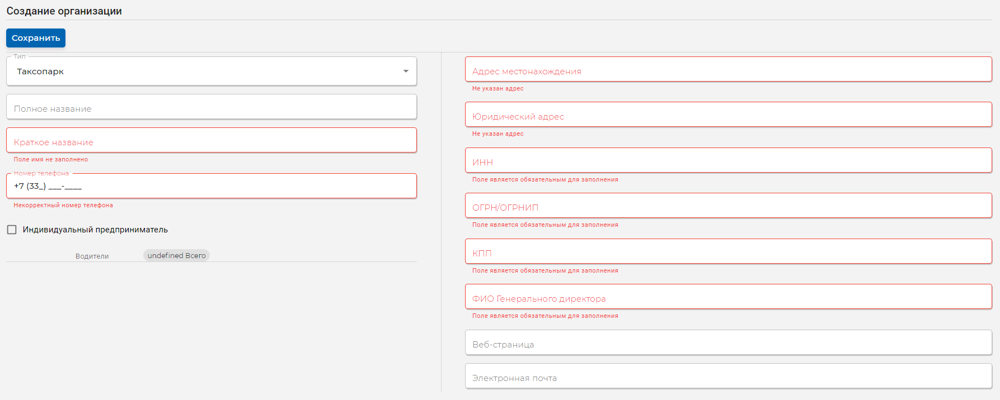 Создание организации
Сохранить
Тип
Таксопарк
Полное название
Краткое название
Поле имя не заполнено
Номер телефона
+7 (33_) ___-____
Некорректный номер телефона
Индивидуальный предприниматель
Водители
undefined Всего
Адрес местонахождения
Не указан адрес
Юридический адрес
Не указан адрес
ИНН
Поле является обязательным для заполнения
ОГРН/ОГРНИП
Поле является обязательным для заполнения
КПП
Поле является обязательным для заполнения
ФИО Генерального директора
Поле является обязательным для заполнения
Веб-страница
Электронная почта